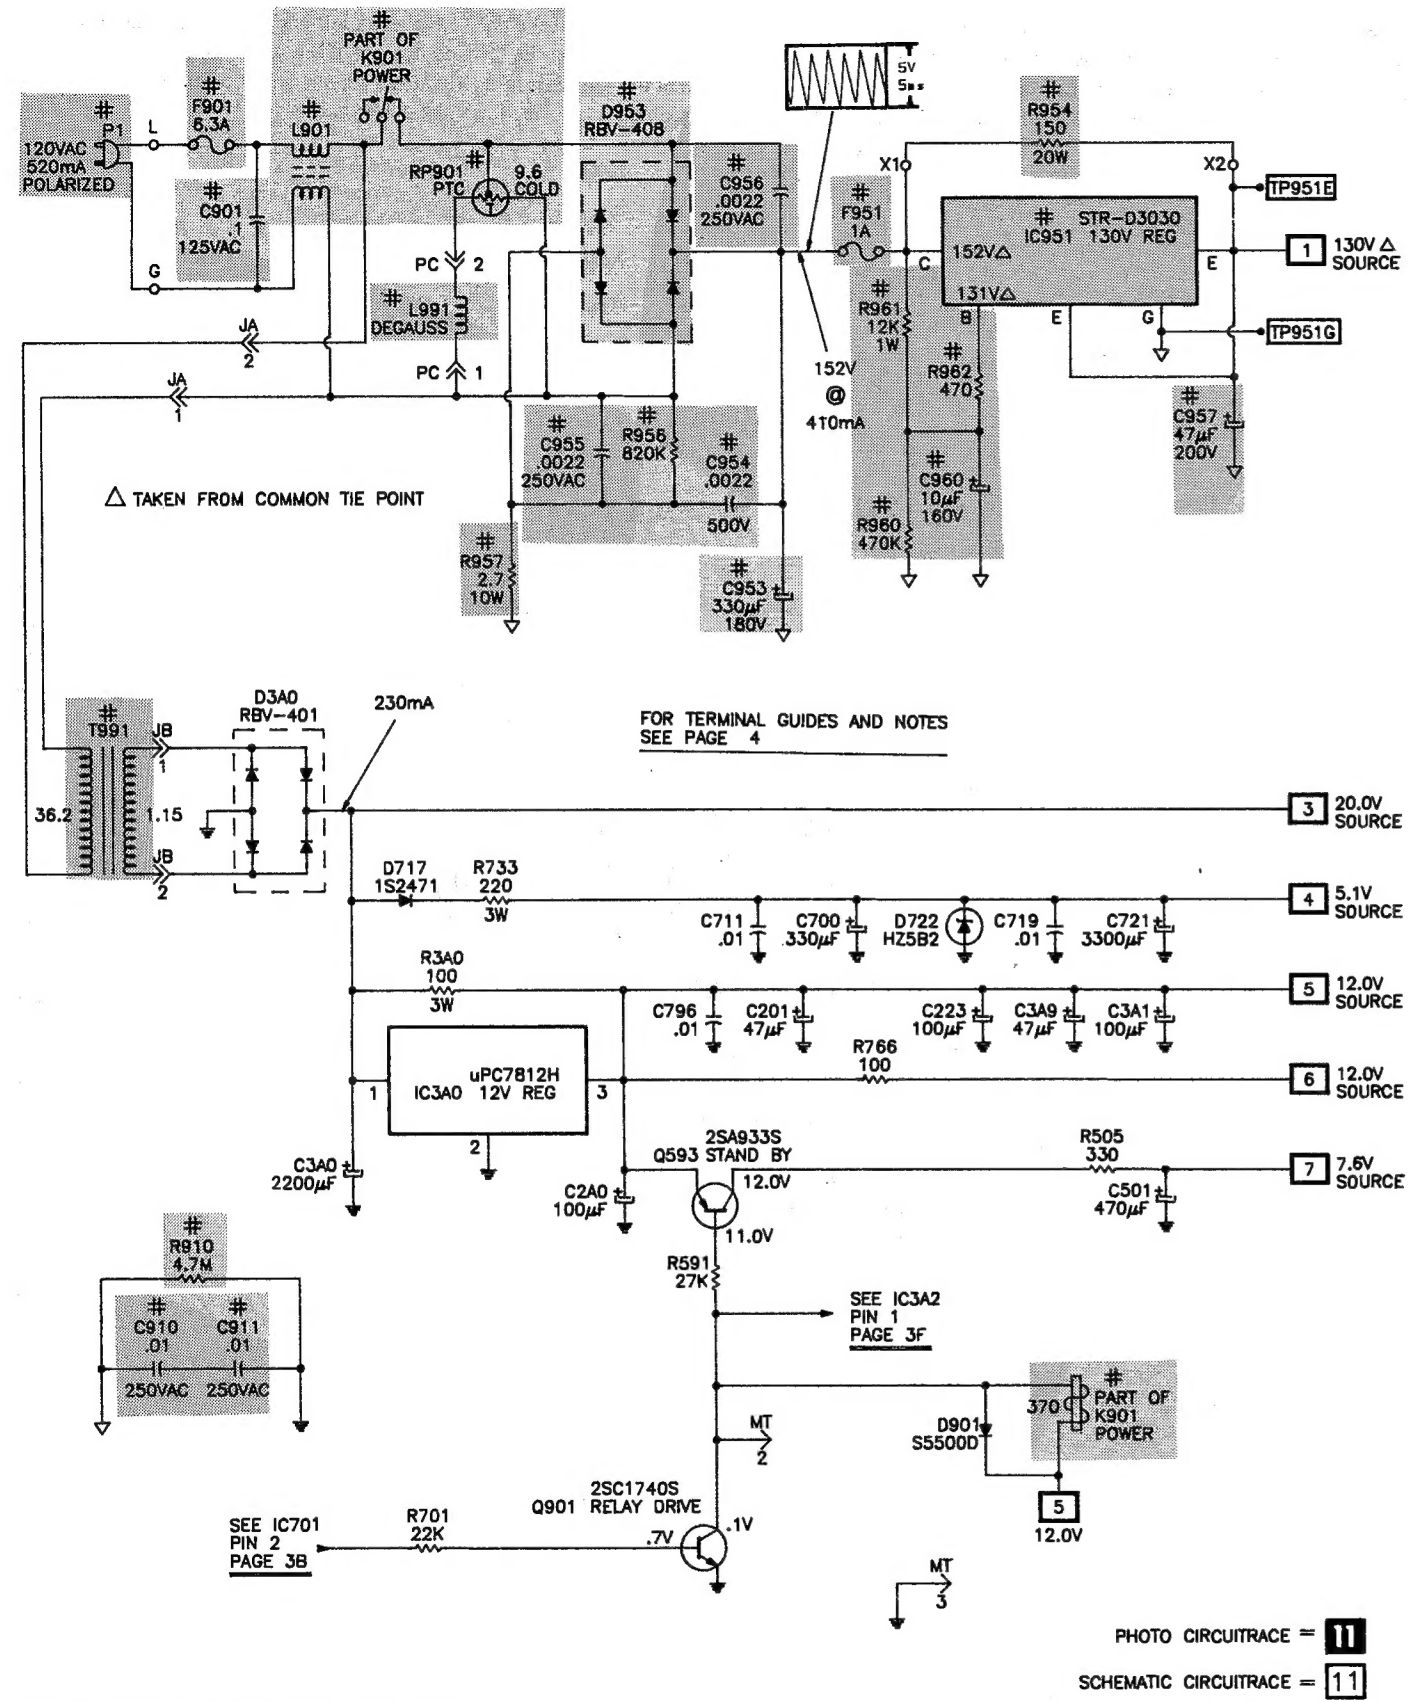 #
PART OF
K901
POWER
#
F901
6.3A
#
L901
#
P1
120VAC
520mA
POLARIZED
L
G
#
C901
.1
125VAC
#
RP901
PTC
9.6
COLD
PC 2
#
L991
DEGAUSS
PC 1
JA
2
JA
1
#
D953
RBV-408
#
C956
.0022
250VAC
5V
#
F951
1A
#
R954
150
20W
X1
X2
TP951E
#
IC951
STR-D3030
130V REG
C
152V△
131V△
B
E
G
E
1
130V △
SOURCE
TP951G
152V
@
410mA
#
R961
12K
1W
#
R962
470
#
C960
10µF
160V
#
R960
470K
#
C957
47µF
200V
#
C955
.0022
250VAC
#
R956
820K
#
C954
.0022
500V
#
R957
2.7
10W
#
C953
330µF
180V
△ TAKEN FROM COMMON TIE POINT
#
T991
36.2
1.15
JB
1
JB
2
D3A0
RBV-401
230mA
FOR TERMINAL GUIDES AND NOTES
SEE PAGE 4
3
20.0V
SOURCE
D717
1S2471
R733
220
3W
C711
.01
C700
330µF
D722
HZ5B2
C719
.01
C721
3300µF
4
5.1V
SOURCE
R3A0
100
3W
C796
.01
C201
47µF
C223
100µF
C3A9
47µF
C3A1
100µF
5
12.0V
SOURCE
1
uPC7812H
IC3A0 12V REG
3
2
R766
100
6
12.0V
SOURCE
C3A0
2200µF
C2A0
100µF
2SA933S
Q593 STAND BY
12.0V
11.0V
R505
330
C501
470µF
7
7.6V
SOURCE
R591
27K
SEE IC3A2
PIN 1
PAGE 3F
#
R910
4.7M
#
C910
.01
250VAC
#
C911
.01
250VAC
D901
S5500D
370
#
PART OF
K901
POWER
5
12.0V
MT
2
2SC1740S
Q901 RELAY DRIVE
.7V
.1V
SEE IC701
PIN 2
PAGE 3B
R701
22K
MT
3
PHOTO CIRCUITRACE = 11
SCHEMATIC CIRCUITRACE = 11